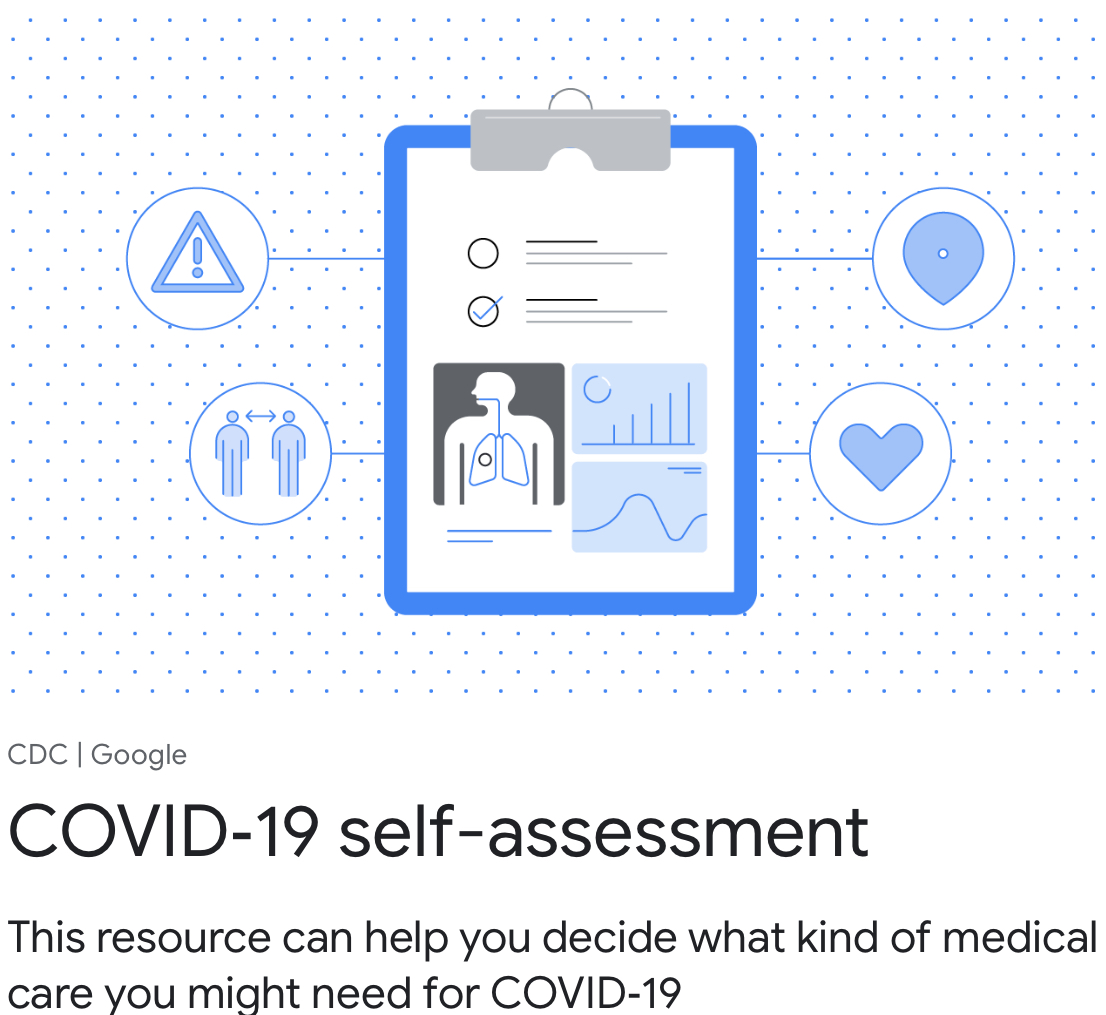 CDC | Google
COVID-19 self-assessment
This resource can help you decide what kind of medical
care you might need for COVID-19